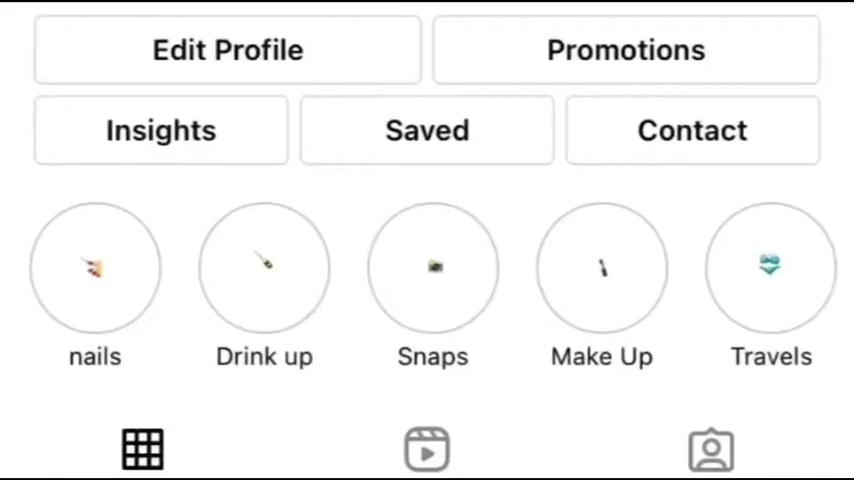 Edit Profile Promotions
Insights Saved Contact
nails Drink up Snaps Make Up Travels